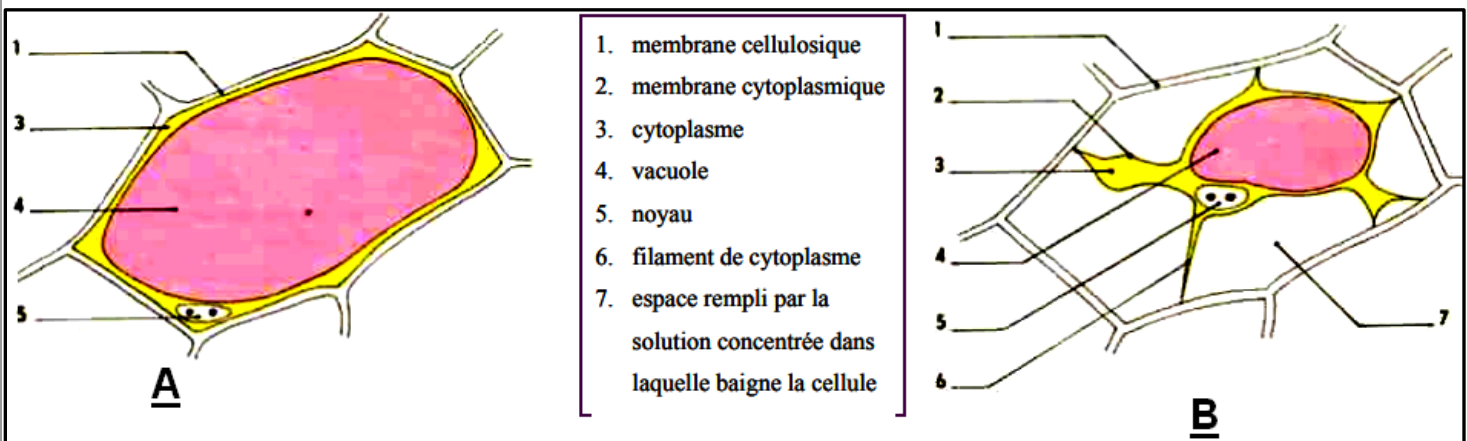 1
3
4
5
A
1. membrane cellulosique
2. membrane cytoplasmique
3. cytoplasme
4. vacuole
5. noyau
6. filament de cytoplasme
7. espace rempli par la
solution concentrée dans
laquelle baigne la cellule
1
2
3
4
5
6
7
B